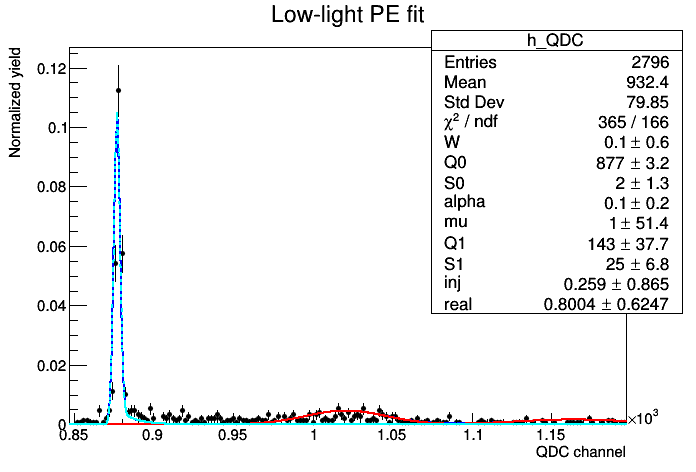 Low-light PE fit
Normalized yield
h_QDC
Entries 2796
Mean 932.4
Std Dev 79.85
χ² / ndf 365 / 166
W 0.1 ± 0.6
Q0 877 ± 3.2
S0 2 ± 1.3
alpha 0.1 ± 0.2
mu 1 ± 51.4
Q1 143 ± 37.7
S1 25 ± 6.8
inj 0.259 ± 0.865
real 0.8004 ± 0.6247
0.12
0.1
0.08
0.06
0.04
0.02
0
0.85 0.9 0.95 1 1.05 1.1 1.15 ×10³
QDC channel